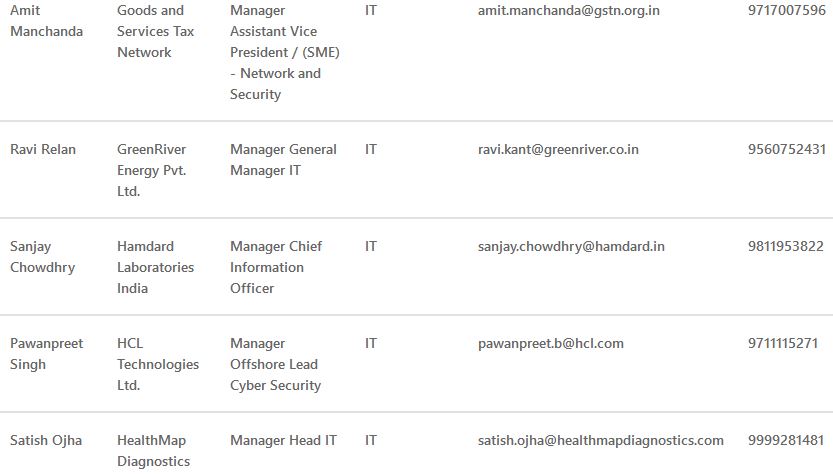 Amit Goods and Manager IT amit.manchanda@gstn.org.in 9717007596
Manchanda Services Tax Assistant Vice
Network President / (SME)
- Network and
Security
Ravi Relan GreenRiver Manager General IT ravi.kant@greenriver.co.in 9560752431
Energy Pvt. Manager IT
Ltd.
Sanjay Hamdard Manager Chief IT sanjay.chowdhry@hamdard.in 9811953822
Chowdhry Laboratories Information
India Officer
Pawanpreet HCL Manager IT pawanpreet.b@hcl.com 9711115271
Singh Technologies Offshore Lead
Ltd. Cyber Security
Satish Ojha HealthMap Manager Head IT IT satish.ojha@healthmapdiagnostics.com 9999281481
Diagnostics